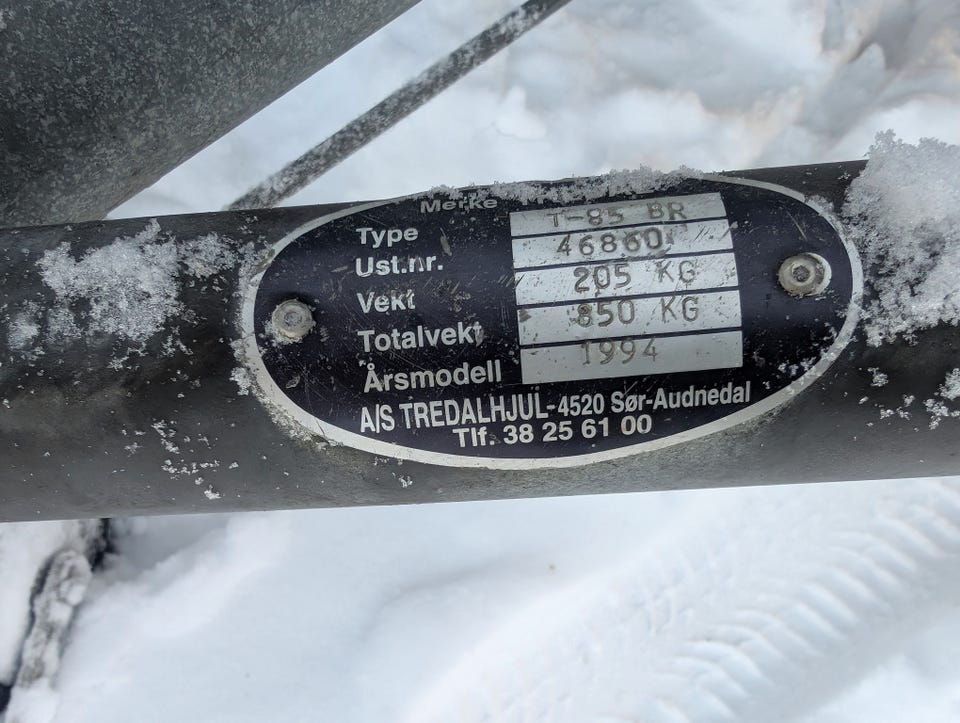 Merke
Type T-85 BR
Ust.nr. 46860
Vekt 205 KG
Totalvekt 850 KG
Årsmodell 1994
A/S TREDALHJUL-4520 Sør-Audnedal
Tlf. 38 25 61 00